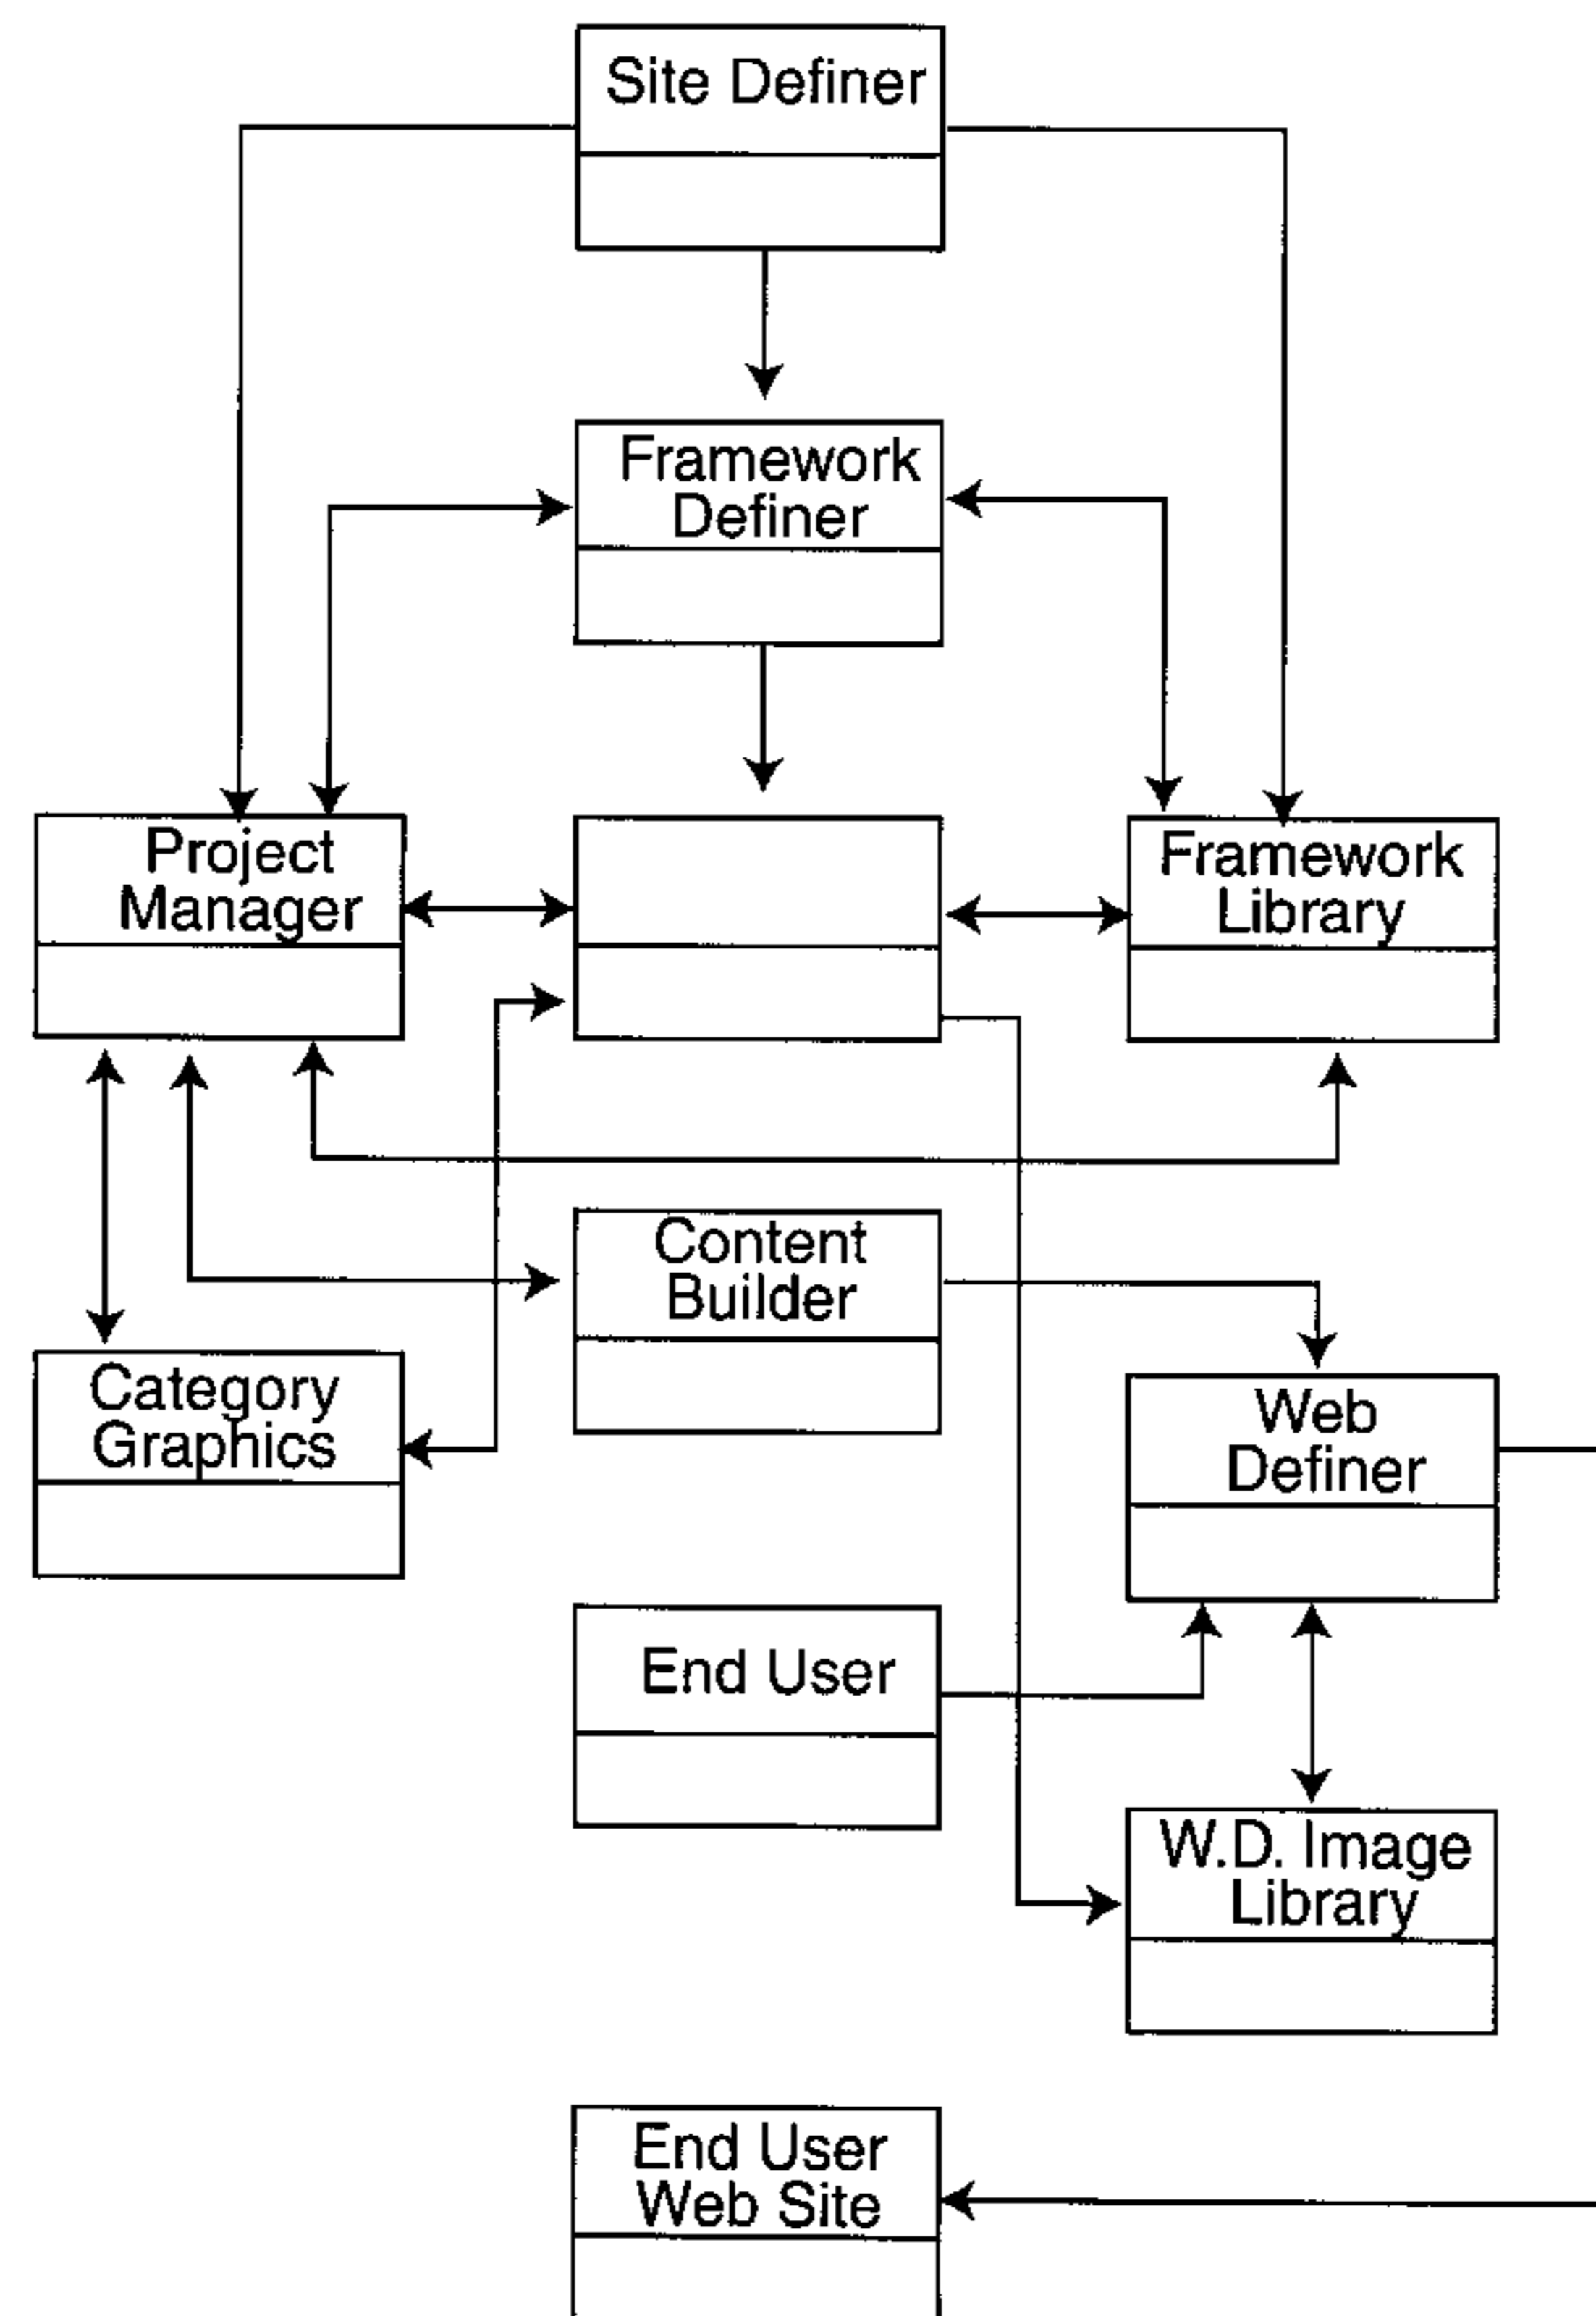 Site Definer
Framework
Definer
Project
Manager
Framework
Library
Content
Builder
Category
Graphics
Web
Definer
End User
W.D. Image
Library
End User
Web Site